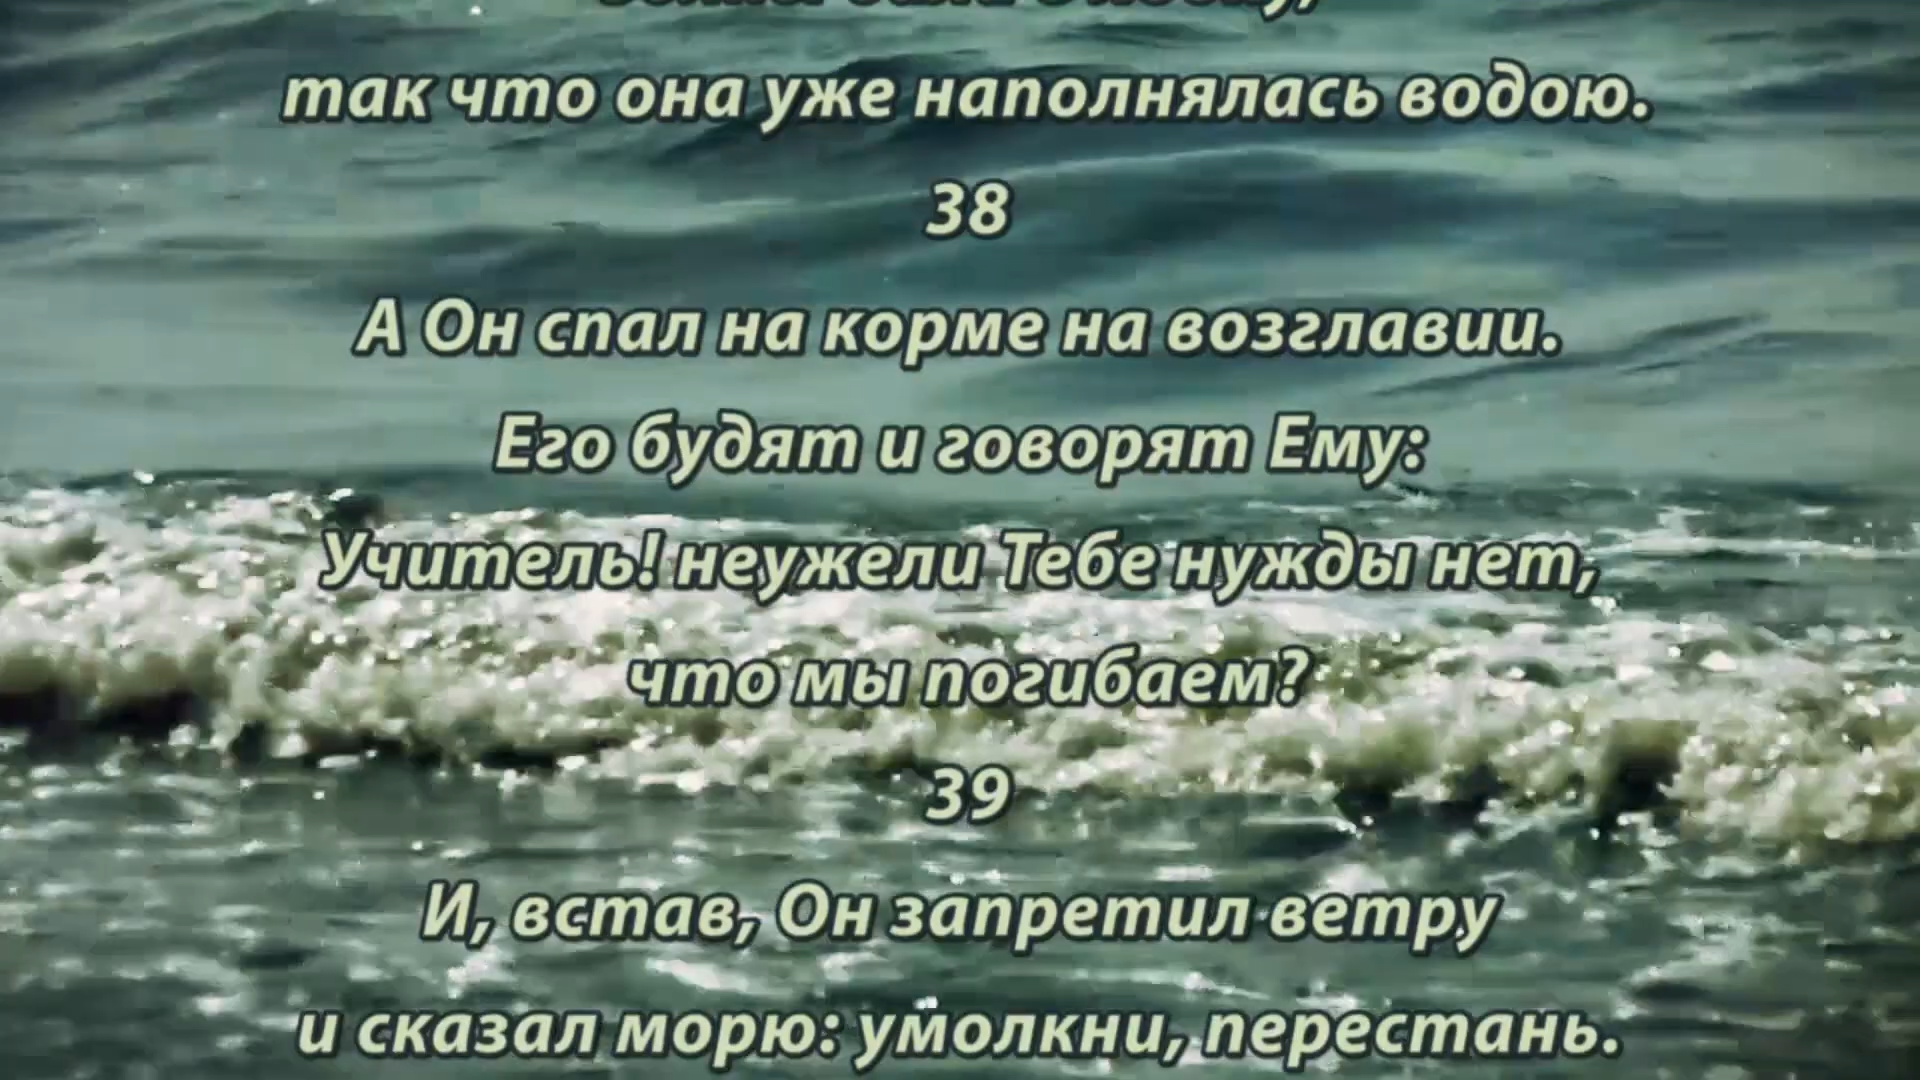 так что она уже наполнялась водою.
38
А Он спал на корме на возглавии.
Его будят и говорят Ему:
Учитель! неужели Тебе нужды нет,
что мы погибаем?
39
И, встав, Он запретил ветру
и сказал морю: умолкни, перестань.